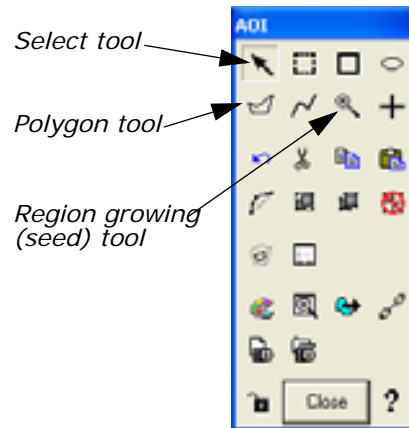 AOI
Select tool
Polygon tool
Region growing
(seed) tool
Close
?